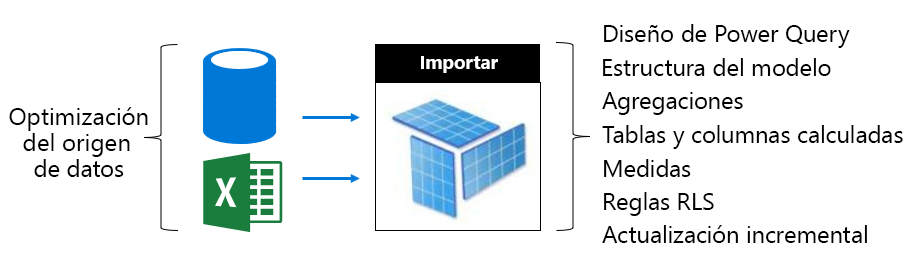 Optimización
del origen
de datos
X
Importar
Diseño de Power Query
Estructura del modelo
Agregaciones
Tablas y columnas calculadas
Medidas
Reglas RLS
Actualización incremental